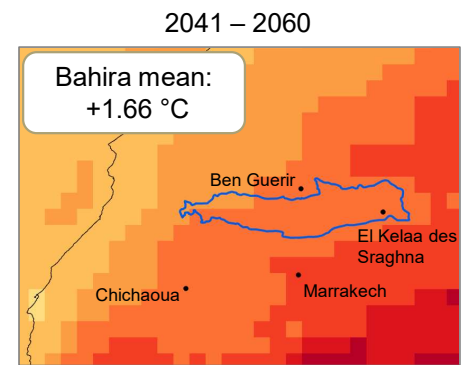 2041 – 2060
Bahira mean:
+1.66 °C
Ben Guerir
El Kelaa des
Sraghna
Chichaoua
Marrakech